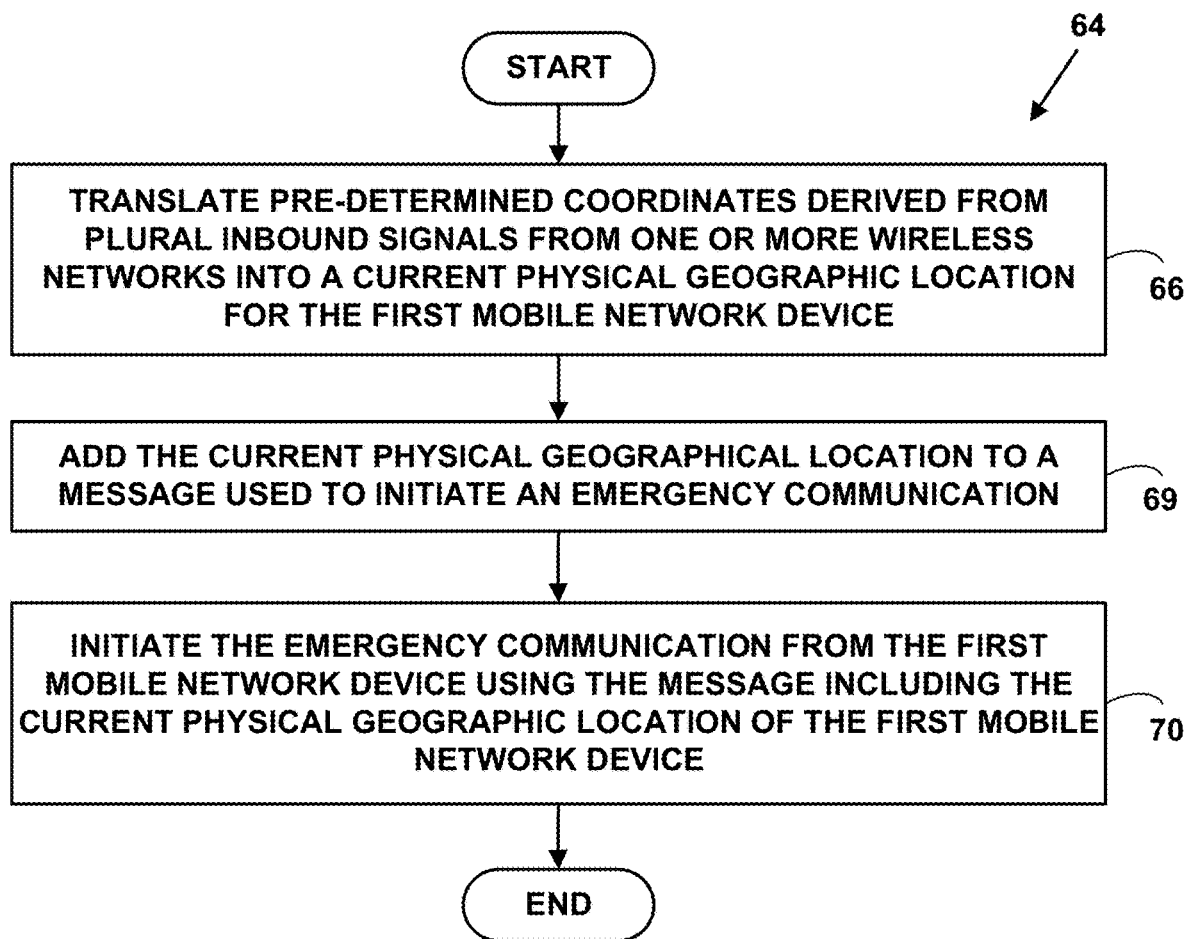 64
START
TRANSLATE PRE-DETERMINED COORDINATES DERIVED FROM
PLURAL INBOUND SIGNALS FROM ONE OR MORE WIRELESS
NETWORKS INTO A CURRENT PHYSICAL GEOGRAPHIC LOCATION
FOR THE FIRST MOBILE NETWORK DEVICE
66
ADD THE CURRENT PHYSICAL GEOGRAPHICAL LOCATION TO A
MESSAGE USED TO INITIATE AN EMERGENCY COMMUNICATION
69
INITIATE THE EMERGENCY COMMUNICATION FROM THE FIRST
MOBILE NETWORK DEVICE USING THE MESSAGE INCLUDING THE
CURRENT PHYSICAL GEOGRAPHIC LOCATION OF THE FIRST MOBILE
NETWORK DEVICE
70
END